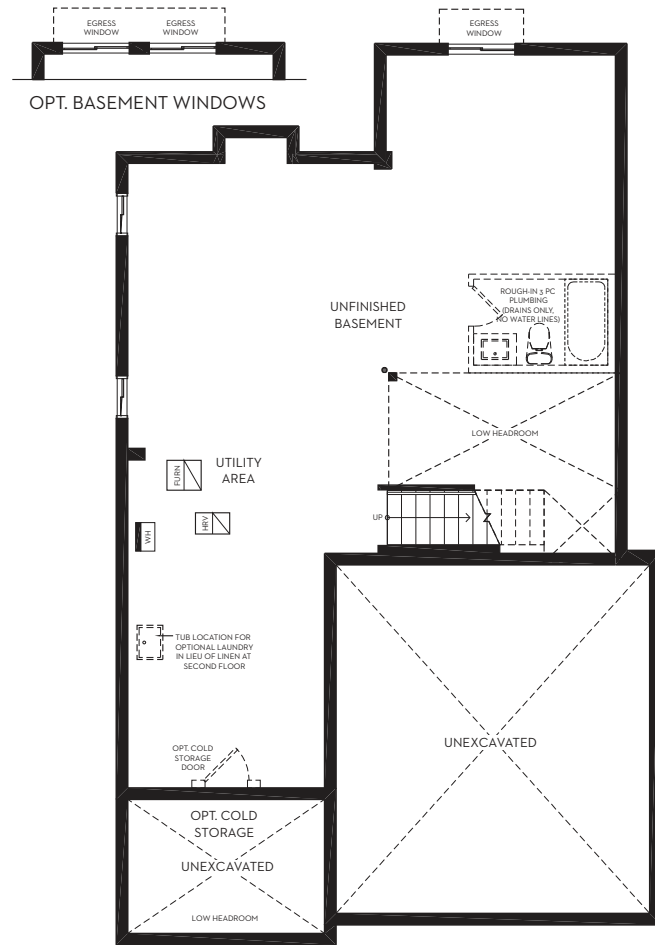 EGRESS
WINDOW
EGRESS
WINDOW
OPT. BASEMENT WINDOWS
EGRESS
WINDOW
ROUGH-IN 3 PC
PLUMBING
(DRAINS ONLY,
NO WATER LINES)
UNFINISHED
BASEMENT
LOW HEADROOM
UTILITY
AREA
FURN
HRV
UP
WH
TUB LOCATION FOR
OPTIONAL LAUNDRY
IN LIEU OF LINEN AT
SECOND FLOOR
UNEXCAVATED
OPT. COLD
STORAGE
DOOR
OPT. COLD
STORAGE
UNEXCAVATED
LOW HEADROOM